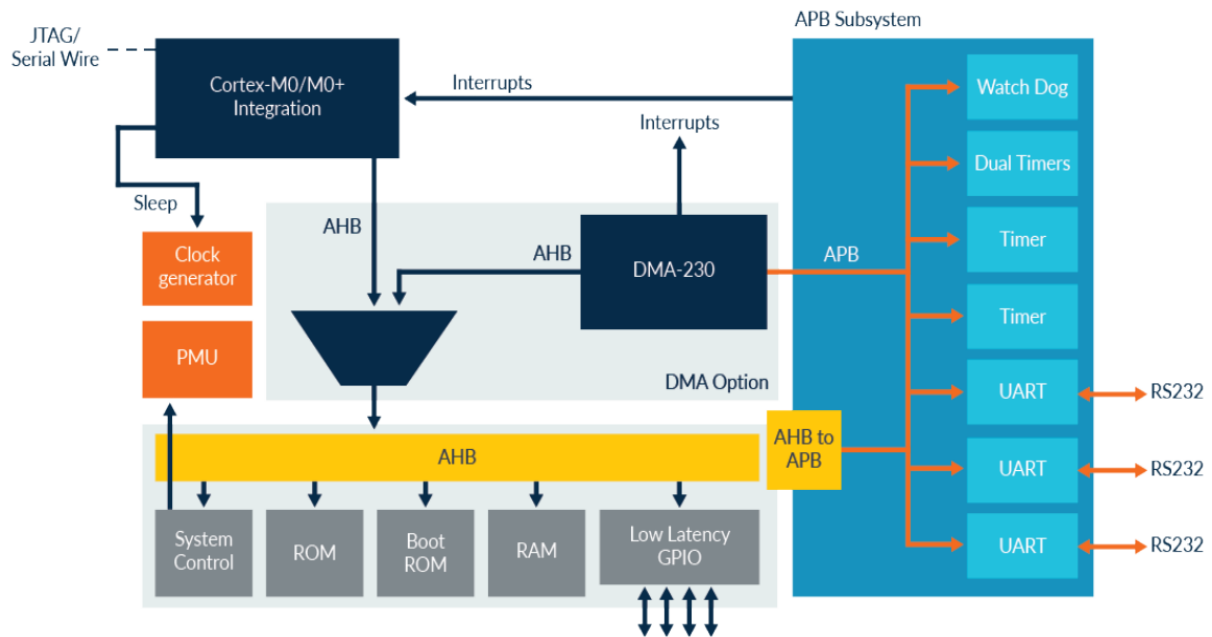 APB Subsystem
JTAG/
Serial Wire
Cortex-M0/M0+
Integration
Interrupts
Watch Dog
Interrupts
Dual Timers
Sleep
AHB
Clock
generator
AHB
DMA-230
APB
Timer
Timer
PMU
DMA Option
UART
RS232
AHB
AHB to
APB
UART
RS232
System
Control
ROM
Boot
ROM
RAM
Low Latency
GPIO
UART
RS232